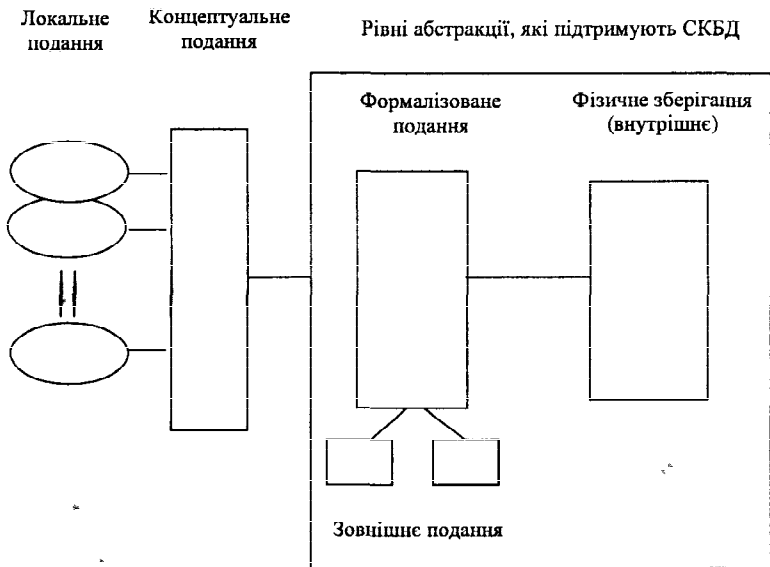 Локальне
подання
Концептуальне
подання
Рівні абстракції, які підтримують СКБД
Формалізоване
подання
Фізичне зберігання
(внутрішнє)
Зовнішнє подання